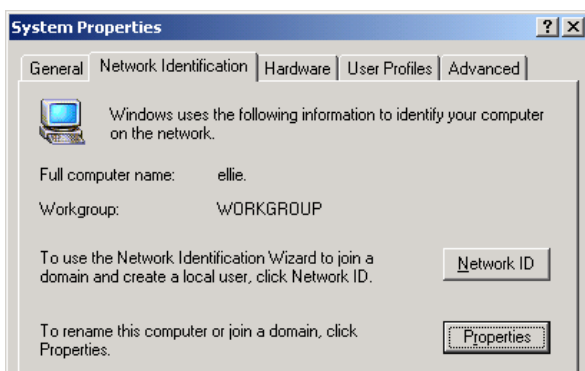 System Properties
General Network Identification Hardware User Profiles Advanced
Windows uses the following information to identify your computer
on the network.
Full computer name: ellie.
Workgroup: WORKGROUP
To use the Network Identification Wizard to join a
domain and create a local user, click Network ID.
Network ID
To rename this computer or join a domain, click
Properties.
Properties